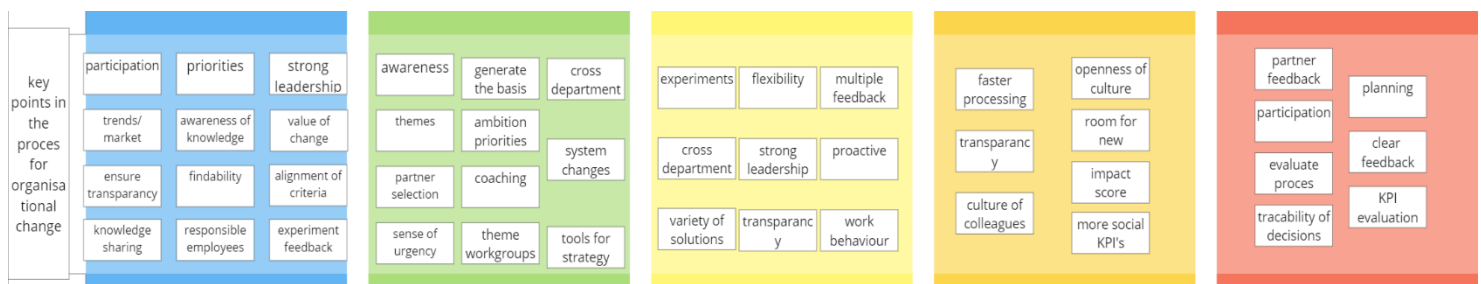 key
points in
the
proces
for
organisa
tional
change
participation
priorities
strong
leadership
trends/
market
awareness of
knowledge
value of
change
ensure
transparancy
findability
alignment of
criteria
knowledge
sharing
responsible
employees
experiment
feedback
awareness
generate
the basis
cross
department
themes
ambition
priorities
system
changes
partner
selection
coaching
sense of
urgency
theme
workgroups
tools for
strategy
experiments
flexibility
multiple
feedback
cross
department
strong
leadership
proactive
variety of
solutions
transparanc
y
work
behaviour
faster
processing
openness of
culture
room for
new
transparanc
y
impact
score
culture of
colleagues
more social
KPI's
partner
feedback
planning
participation
clear
feedback
evaluate
proces
KPI
evaluation
tracability of
decisions